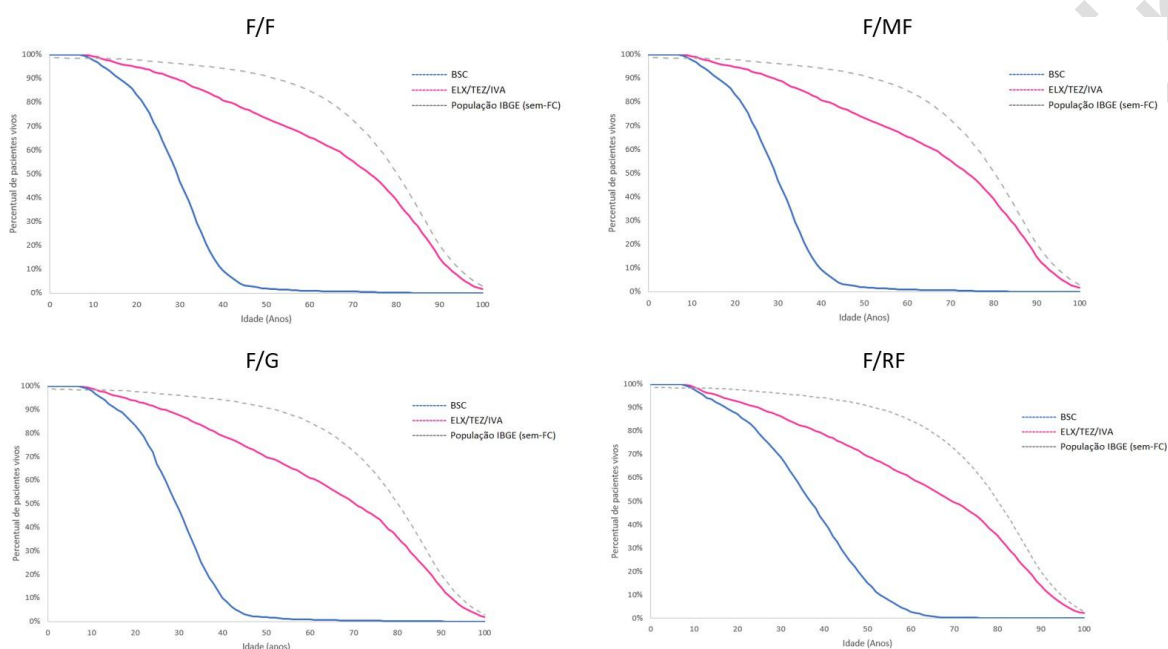 F/F
Percentual de pacientes vivos
100%
90%
80%
70%
60%
50%
40%
30%
20%
10%
0%
0 10 20 30 40 50 60 70 80 90 100
Idade (Anos)
BSC
ELX/TEZ/IVA
População IBGE (sem-FC)
F/MF
Percentual de pacientes vivos
100%
90%
80%
70%
60%
50%
40%
30%
20%
10%
0%
0 10 20 30 40 50 60 70 80 90 100
Idade (Anos)
BSC
ELX/TEZ/IVA
População IBGE (sem-FC)
F/G
Percentual de pacientes vivos
100%
90%
80%
70%
60%
50%
40%
30%
20%
10%
0%
0 10 20 30 40 50 60 70 80 90 100
Idade (anos)
BSC
ELX/TEZ/IVA
População IBGE (sem-FC)
F/RF
Percentual de pacientes vivos
100%
90%
80%
70%
60%
50%
40%
30%
20%
10%
0%
0 10 20 30 40 50 60 70 80 90 100
Idade (Anos)
BSC
ELX/TEZ/IVA
População IBGE (sem-FC)